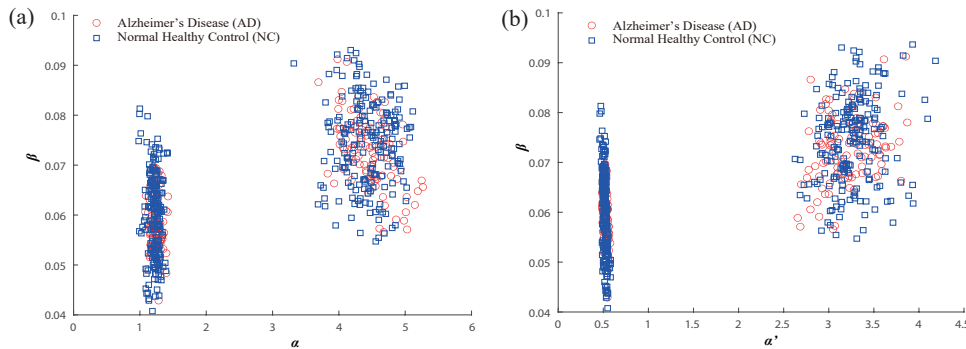 (a)
Alzheimer's Disease (AD)
Normal Healthy Control (NC)
β
0.1
0.09
0.08
0.07
0.06
0.05
0.04
0 1 2 3 4 5 6
α
(b)
Alzheimer's Disease (AD)
Normal Healthy Control (NC)
β
0.1
0.09
0.08
0.07
0.06
0.05
0.04
0 0.5 1 1.5 2 2.5 3 3.5 4 4.5
α'